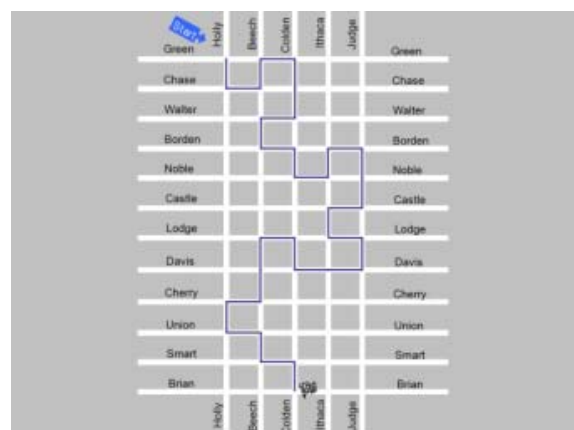 Start
Holly Beech Colden Ithaca Judge
Green Green
Chase Chase
Walter Walter
Borden Borden
Noble Noble
Castle Castle
Lodge Lodge
Davis Davis
Cherry Cherry
Union Union
Smart Smart
Brian Brian
Holly Beech Colden Ithaca Judge